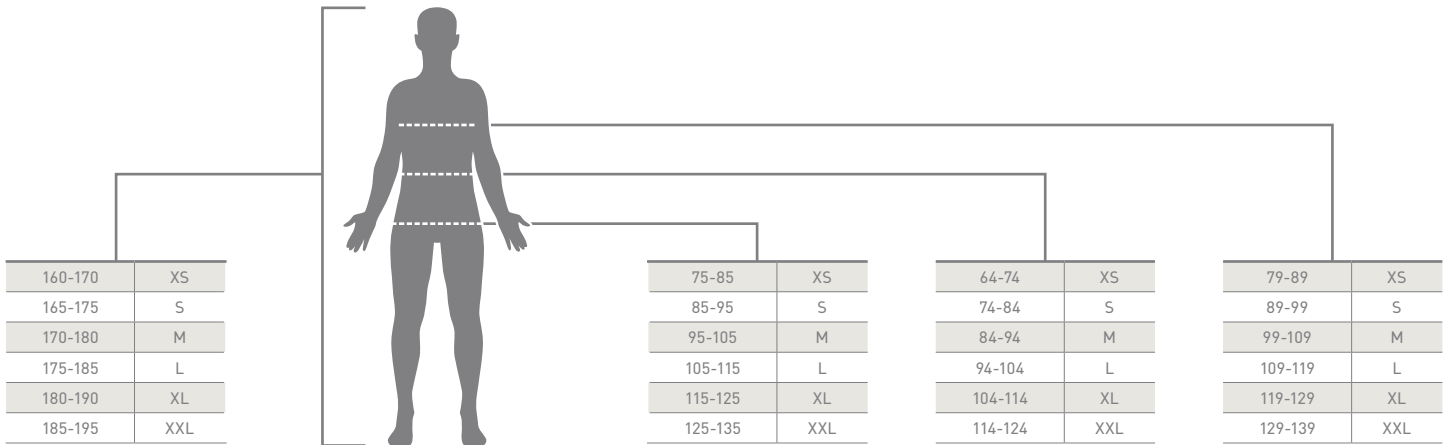 160-170 XS
165-175 S
170-180 M
175-185 L
180-190 XL
185-195 XXL
75-85 XS
85-95 S
95-105 M
105-115 L
115-125 XL
125-135 XXL
64-74 XS
74-84 S
84-94 M
94-104 L
104-114 XL
114-124 XXL
79-89 XS
89-99 S
99-109 M
109-119 L
119-129 XL
129-139 XXL